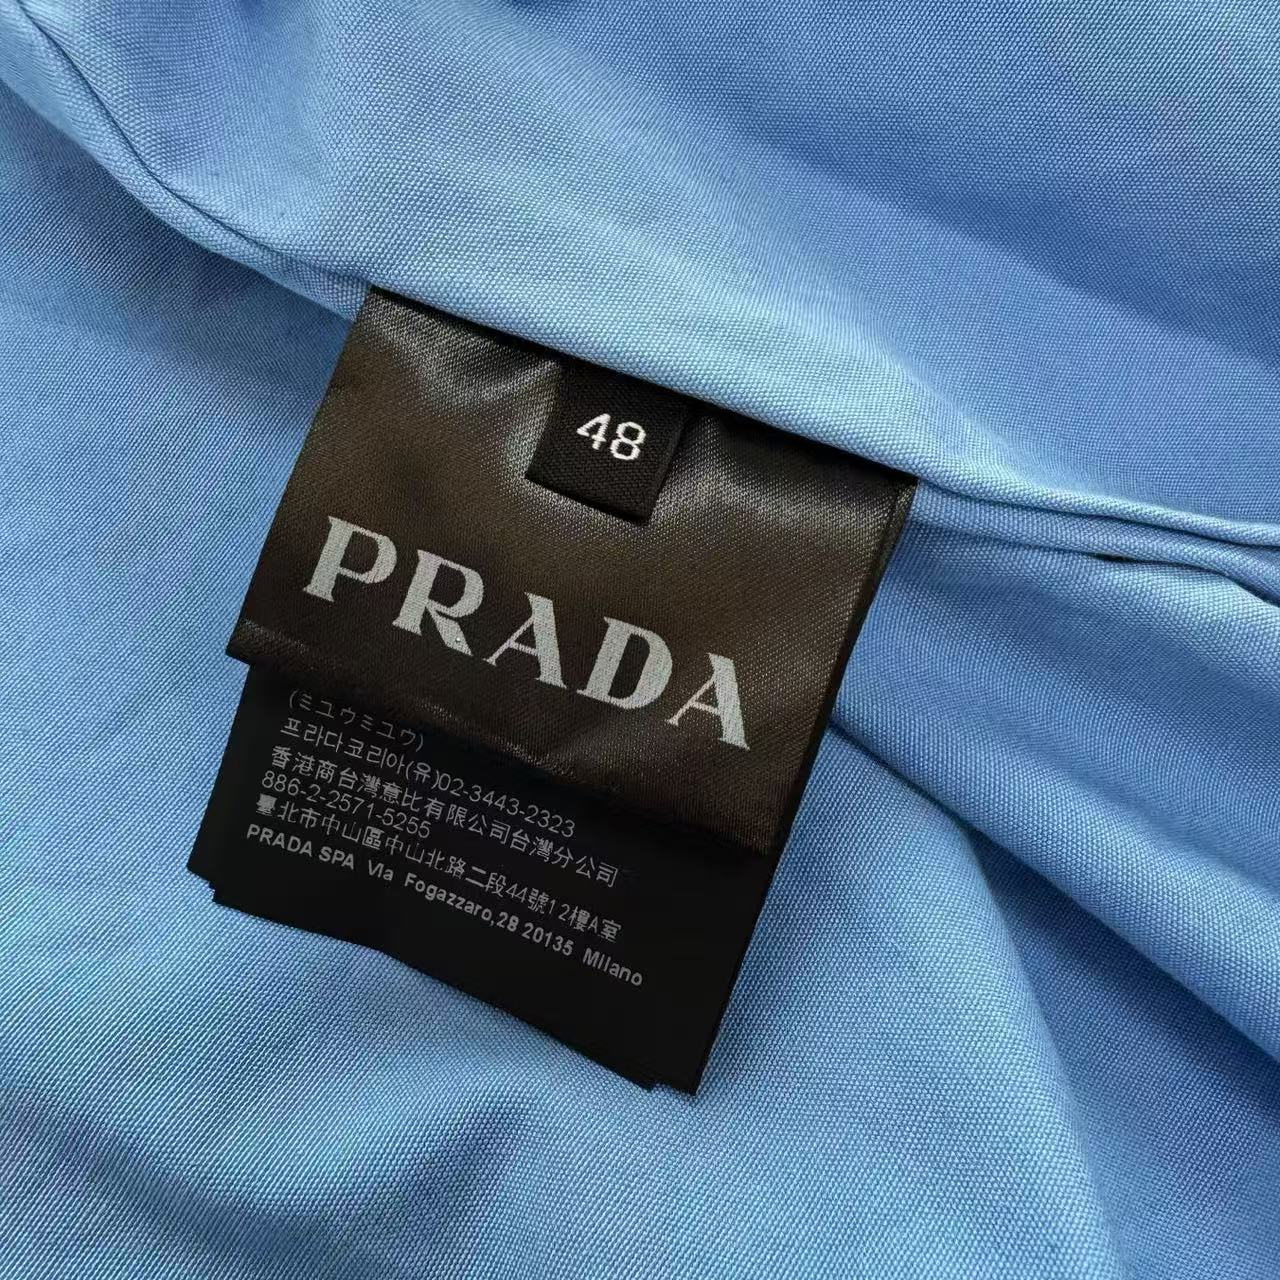 48
PRADA
(ミュウミュウ)
프라다코리아(유)02-3443-2323
香港商台灣意比有限公司台灣分公司
886-2-2571-5255
臺北市中山區中山北路二段44號12樓A室
PRADA SPA Via Fogazzaro,28 20135 Milano